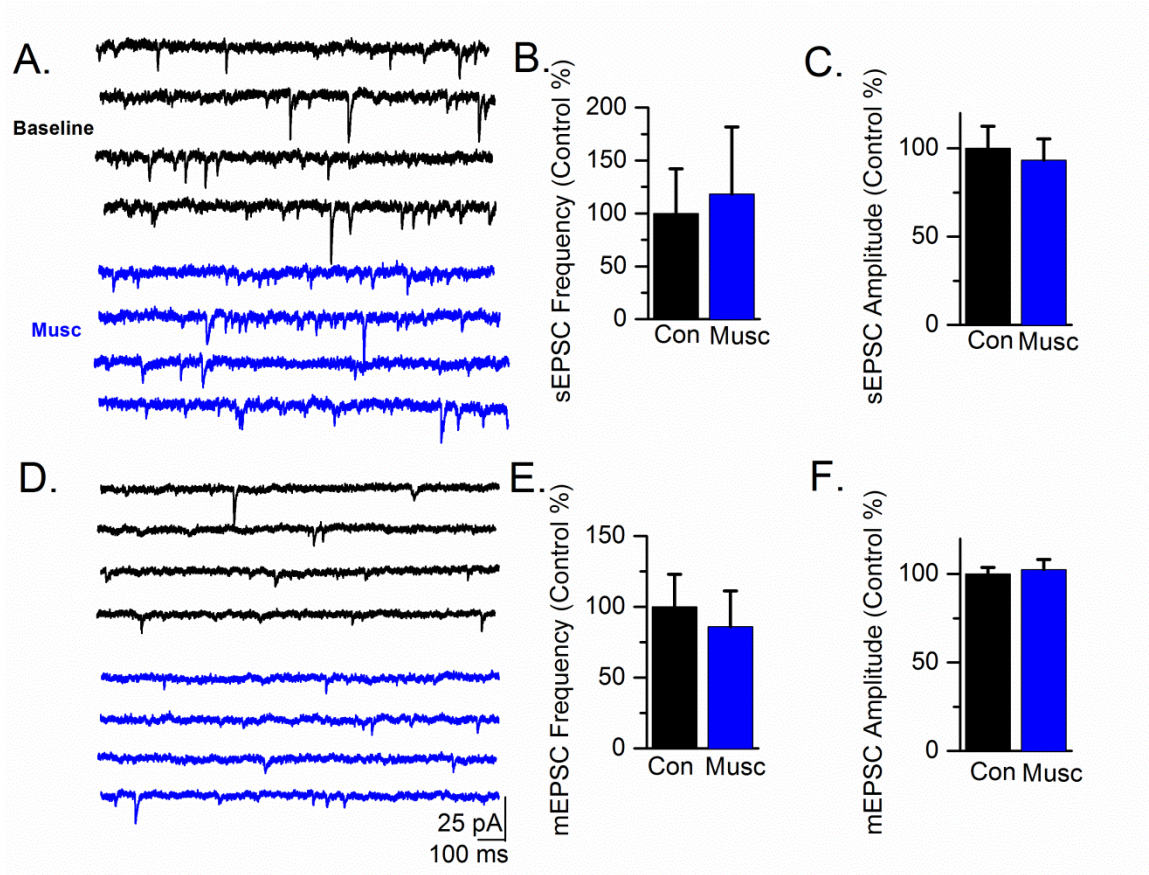 A.
Baseline
Musc
B.
sEPSC Frequency (Control %)
200
150
100
50
0
Con Musc
C.
sEPSC Amplitude (Control %)
100
50
0
Con Musc
D.
25 pA
100 ms
E.
mEPSC Frequency (Control %)
150
100
50
0
Con Musc
F.
mEPSC Amplitude (Control %)
100
50
0
Con Musc